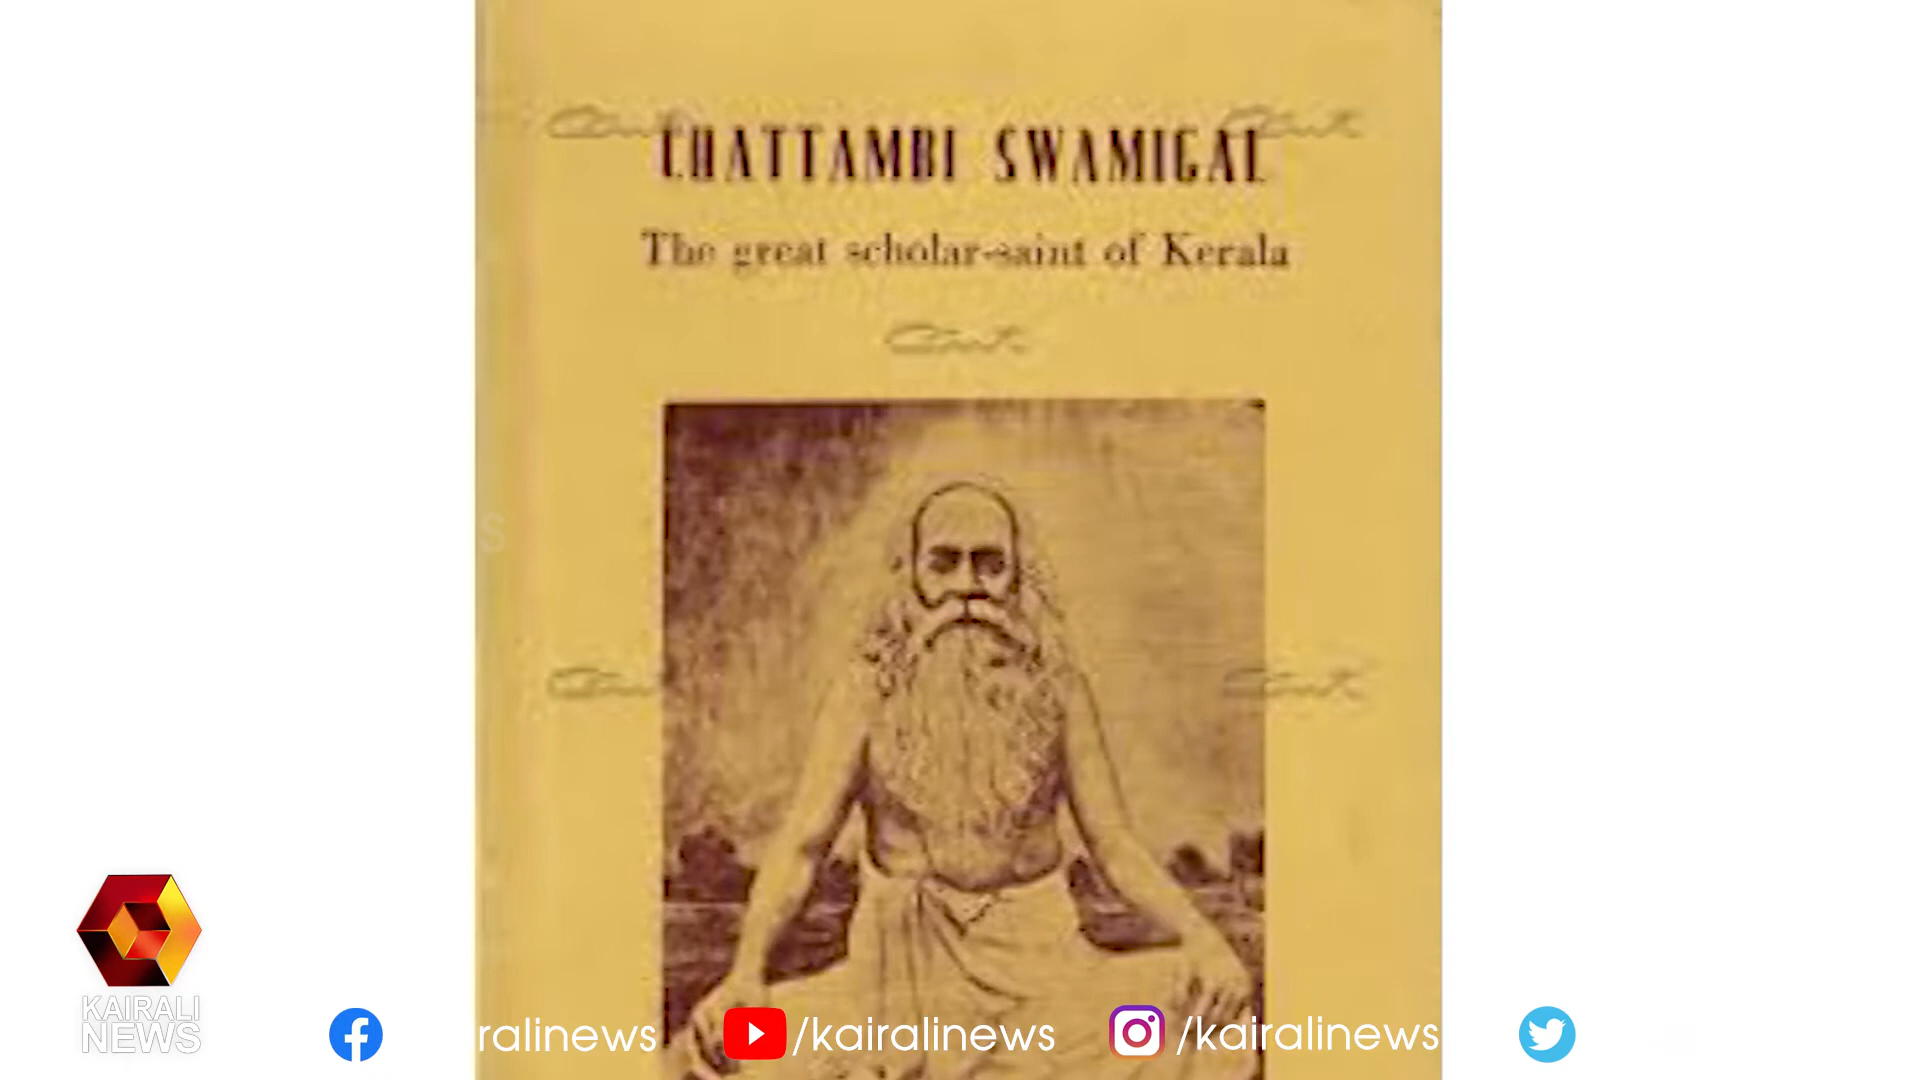 CHATTAMBI SWAMIGAL
The great scholar-saint of Kerala
S
KAIRALI
NEWS
ralinews
/kairalinews
/kairalinews